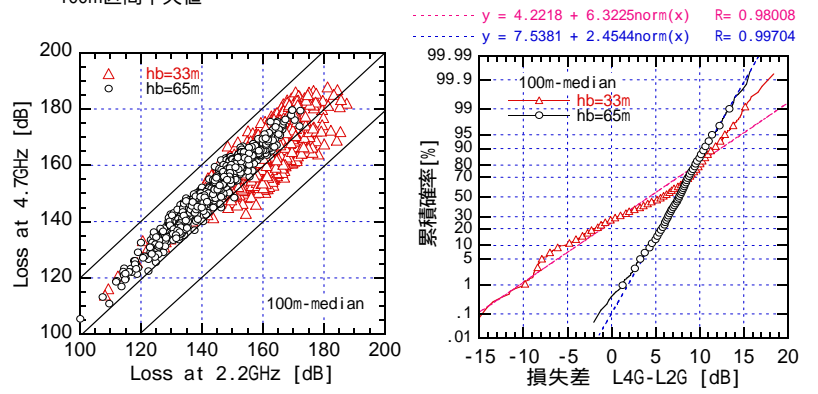 y = 4.2218 + 6.3225norm(x) R= 0.98008
y = 7.5381 + 2.4544norm(x) R= 0.99704
200
180
160
140
120
100
Loss at 4.7GHz [dB]
hb=33m
hb=65m
100m-median
100 120 140 160 180 200
Loss at 2.2GHz [dB]
99.99
99.9
99
95
90
80
70
50
30
20
10
5
1
.1
.01
累積確率[%]
100m-median
hb=33m
hb=65m
-15 -10 -5 0 5 10 15 20
損失差 L4G-L2G [dB]